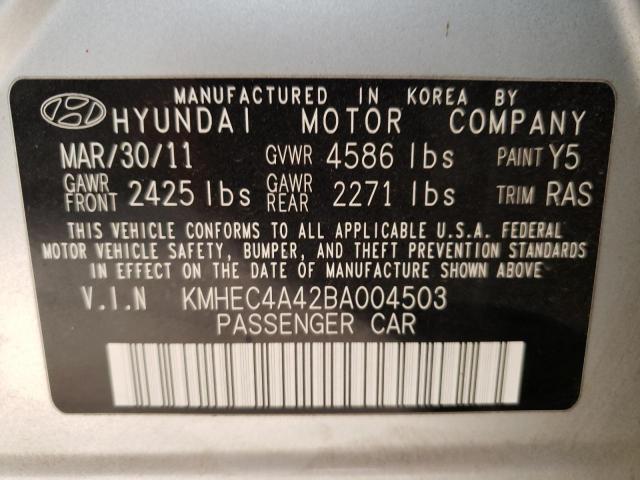 MANUFACTURED IN KOREA BY
HYUNDAI MOTOR COMPANY
MAR/30/11 GVWR 4586 lbs PAINT Y5
GAWR FRONT 2425 lbs GAWR REAR 2271 lbs TRIM RAS
THIS VEHICLE CONFORMS TO ALL APPLICABLE U.S.A. FEDERAL
MOTOR VEHICLE SAFETY, BUMPER, AND THEFT PREVENTION STANDARDS
IN EFFECT ON THE DATE OF MANUFACTURE SHOWN ABOVE.
V.I.N KMHEC4A42BA004503
PASSENGER CAR